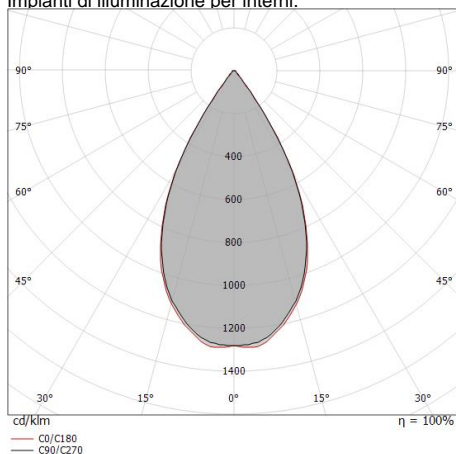 impianti di illuminazione per interni.
90° 90°
75° 75°
60° 60°
45° 45°
400
600
800
1000
1200
1400
30° 15° 0° 15° 30°
cd/klm η = 100%
C0/C180
C90/C270